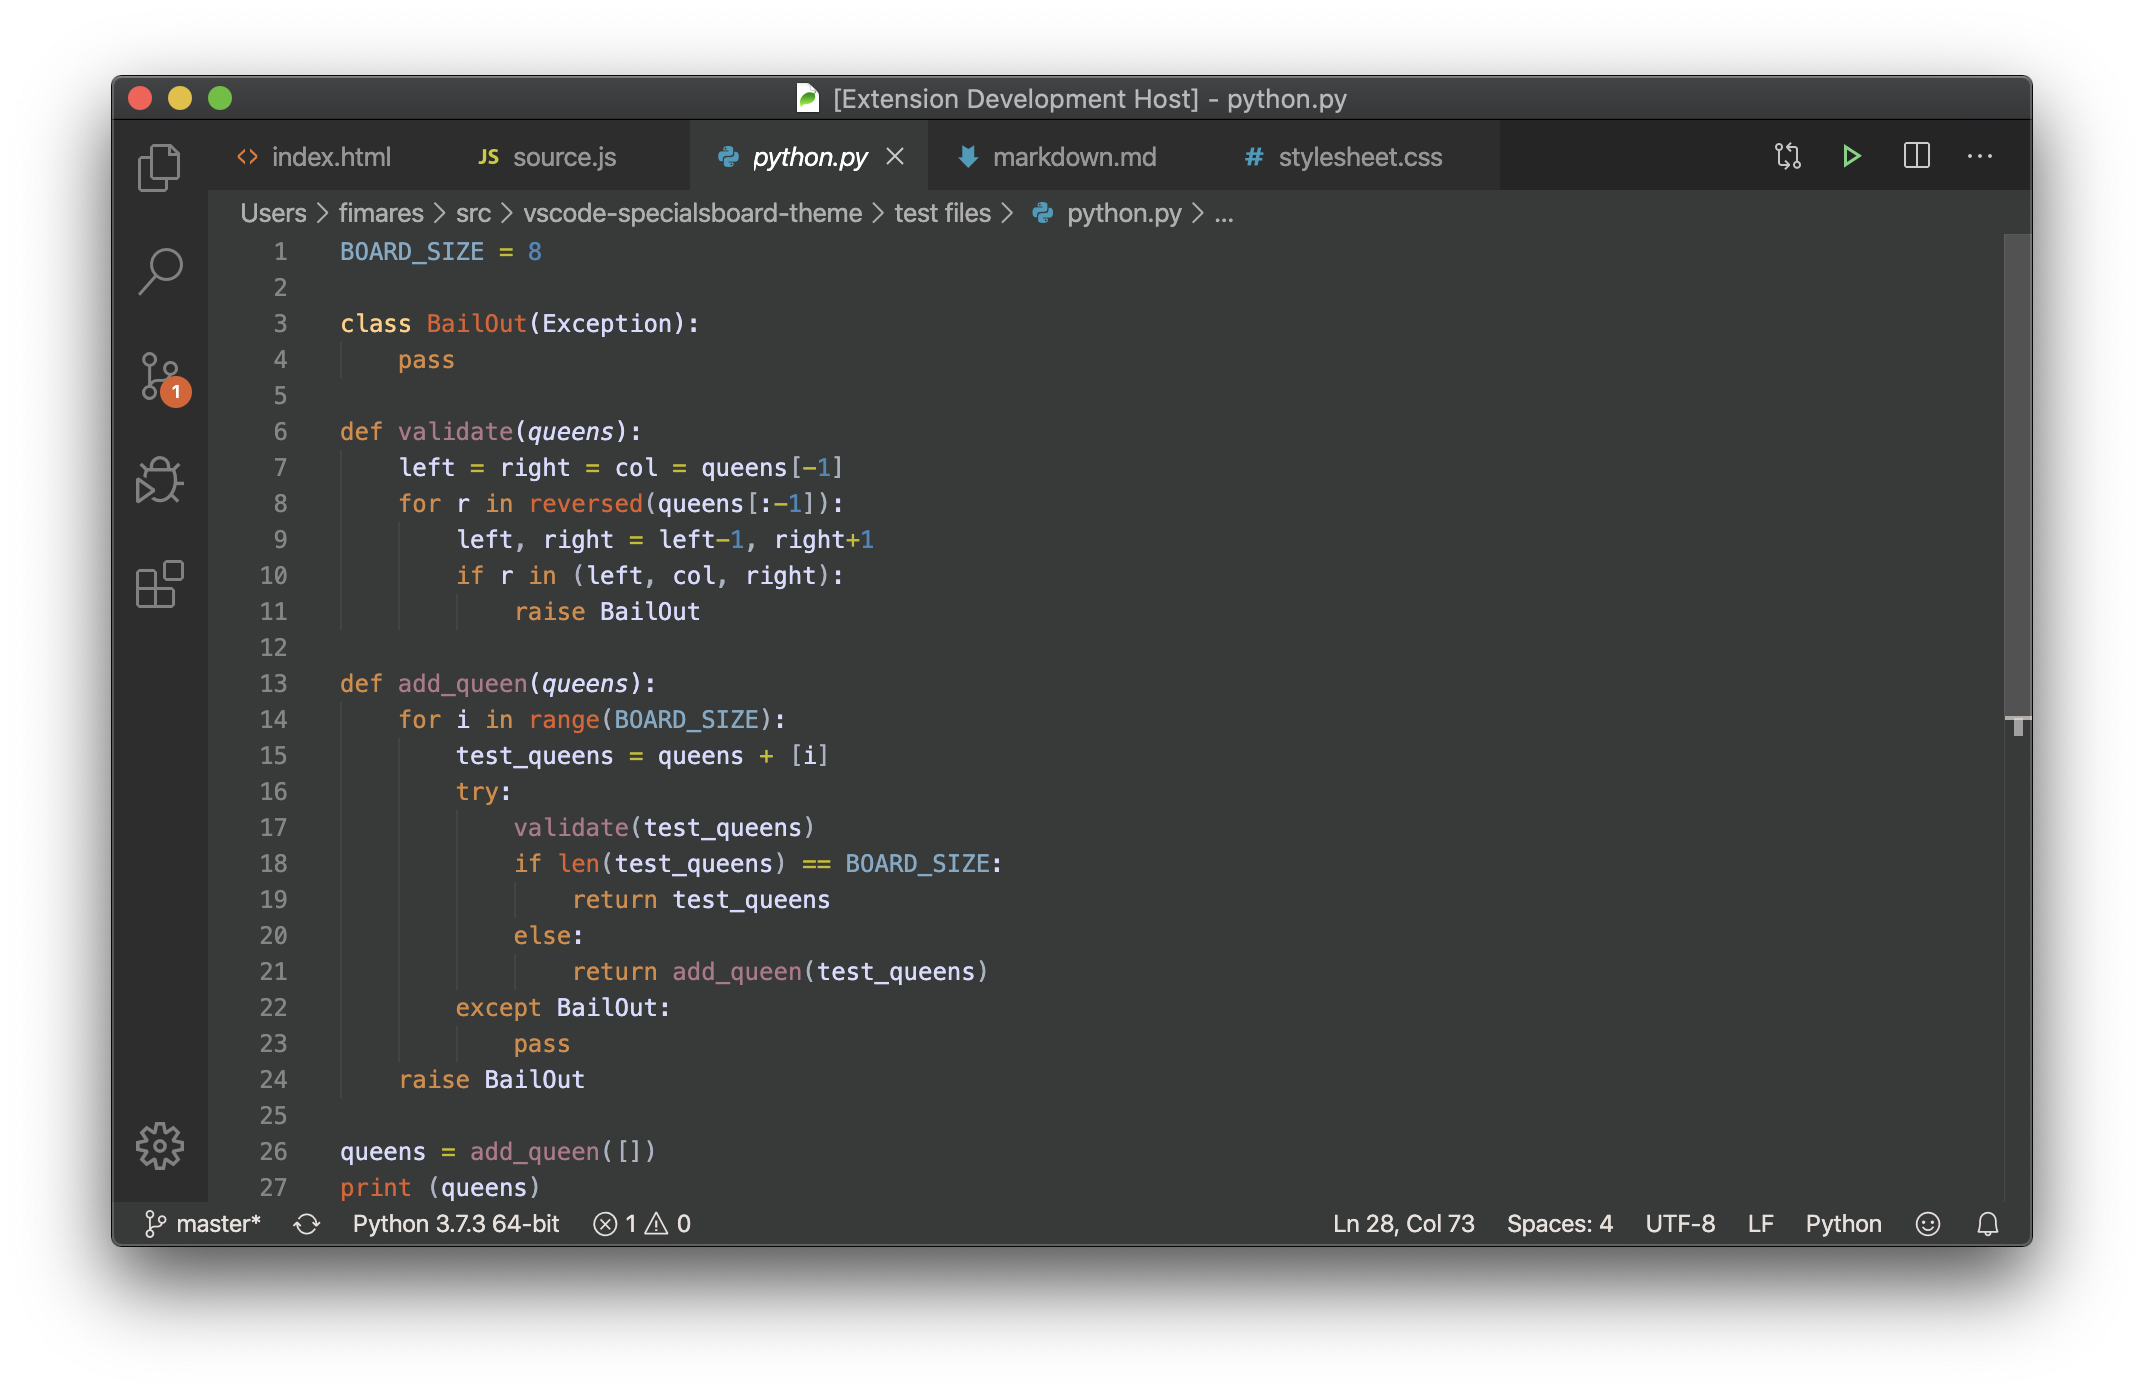 [Extension Development Host] - python.py
index.html JS source.js python.py markdown.md # stylesheet.css
Users > fimares > src > vscode-specialsboard-theme > test files > python.py > ...
1 BOARD_SIZE = 8
2
3 class BailOut(Exception):
4     pass
5
6 def validate(queens):
7     left = right = col = queens[-1]
8     for r in reversed(queens[:-1]):
9         left, right = left-1, right+1
10         if r in (left, col, right):
11             raise BailOut
12
13 def add_queen(queens):
14     for i in range(BOARD_SIZE):
15         test_queens = queens + [i]
16         try:
17             validate(test_queens)
18             if len(test_queens) == BOARD_SIZE:
19                 return test_queens
20             else:
21                 return add_queen(test_queens)
22         except BailOut:
23             pass
24     raise BailOut
25
26 queens = add_queen([])
27 print (queens)
1
master* Python 3.7.3 64-bit 1 0 Ln 28, Col 73 Spaces: 4 UTF-8 LF Python